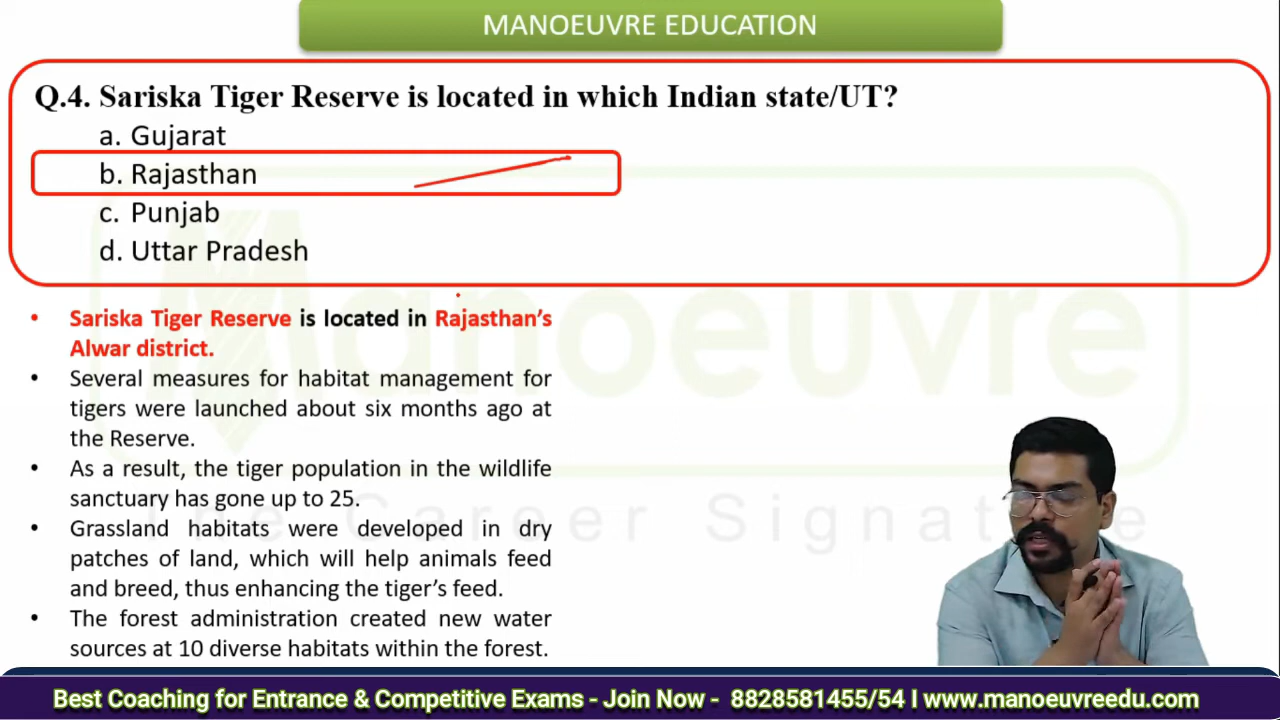 MANOEUVRE EDUCATION
Q.4. Sariska Tiger Reserve is located in which Indian state/UT?
a. Gujarat
b. Rajasthan
c. Punjab
d. Uttar Pradesh
Manoeuvre
The Career Signature
• Sariska Tiger Reserve is located in Rajasthan's
Alwar district.
• Several measures for habitat management for
tigers were launched about six months ago at
the Reserve.
• As a result, the tiger population in the wildlife
sanctuary has gone up to 25.
• Grassland habitats were developed in dry
patches of land, which will help animals feed
and breed, thus enhancing the tiger's feed.
• The forest administration created new water
sources at 10 diverse habitats within the forest.
Best Coaching for Entrance & Competitive Exams - Join Now - 8828581455/54 I www.manoeuvreedu.com